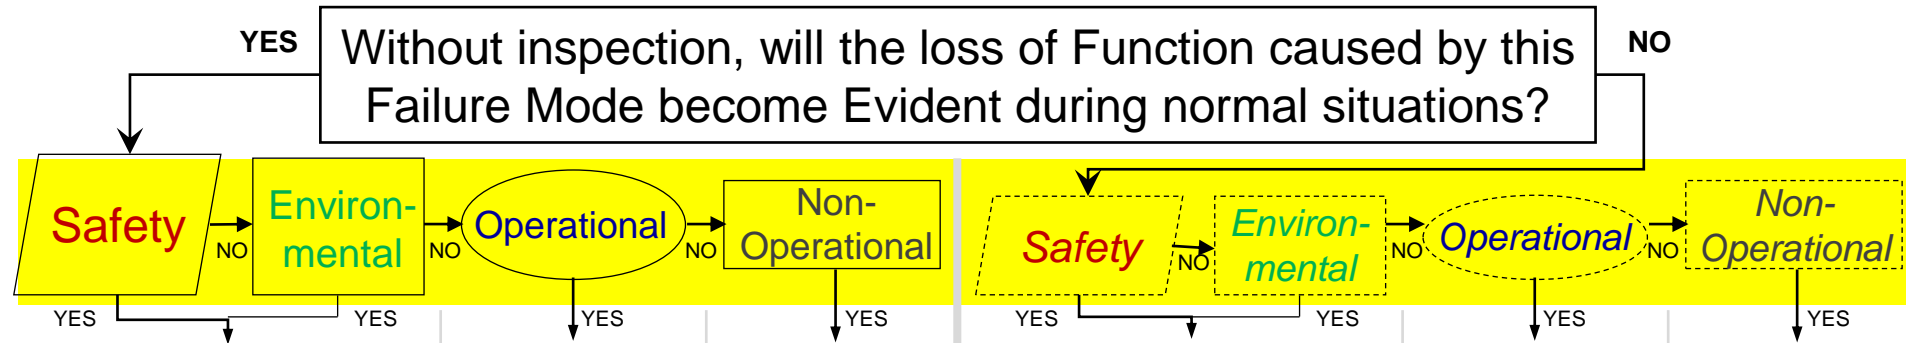 YES
Without inspection, will the loss of Function caused by this
Failure Mode become Evident during normal situations?
NO
Safety
NO
Environ-
mental
NO
Operational
NO
Non-
Operational
Safety
NO
Environ-
mental
NO
Operational
NO
Non-
Operational
YES
YES
YES
YES
YES
YES
YES
YES